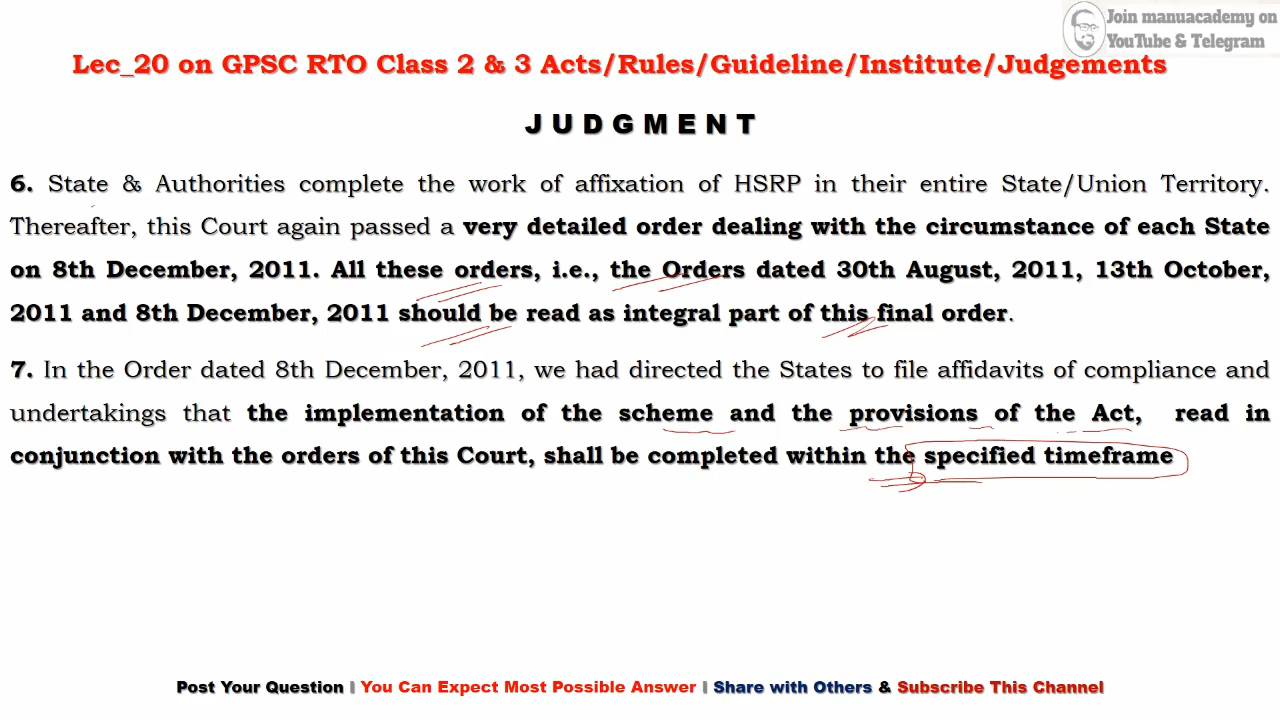 Join manuacademy on
YouTube & Telegram
Lec_20 on GPSC RTO Class 2 & 3 Acts/Rules/Guideline/Institute/Judgements
JUDGMENT
6. State & Authorities complete the work of affixation of HSRP in their entire State/Union Territory.
Thereafter, this Court again passed a very detailed order dealing with the circumstance of each State
on 8th December, 2011. All these orders, i.e., the Orders dated 30th August, 2011, 13th October,
2011 and 8th December, 2011 should be read as integral part of this final order.
7. In the Order dated 8th December, 2011, we had directed the States to file affidavits of compliance and
undertakings that the implementation of the scheme and the provisions of the Act, read in
conjunction with the orders of this Court, shall be completed within the specified timeframe
Post Your Question | You Can Expect Most Possible Answer | Share with Others & Subscribe This Channel